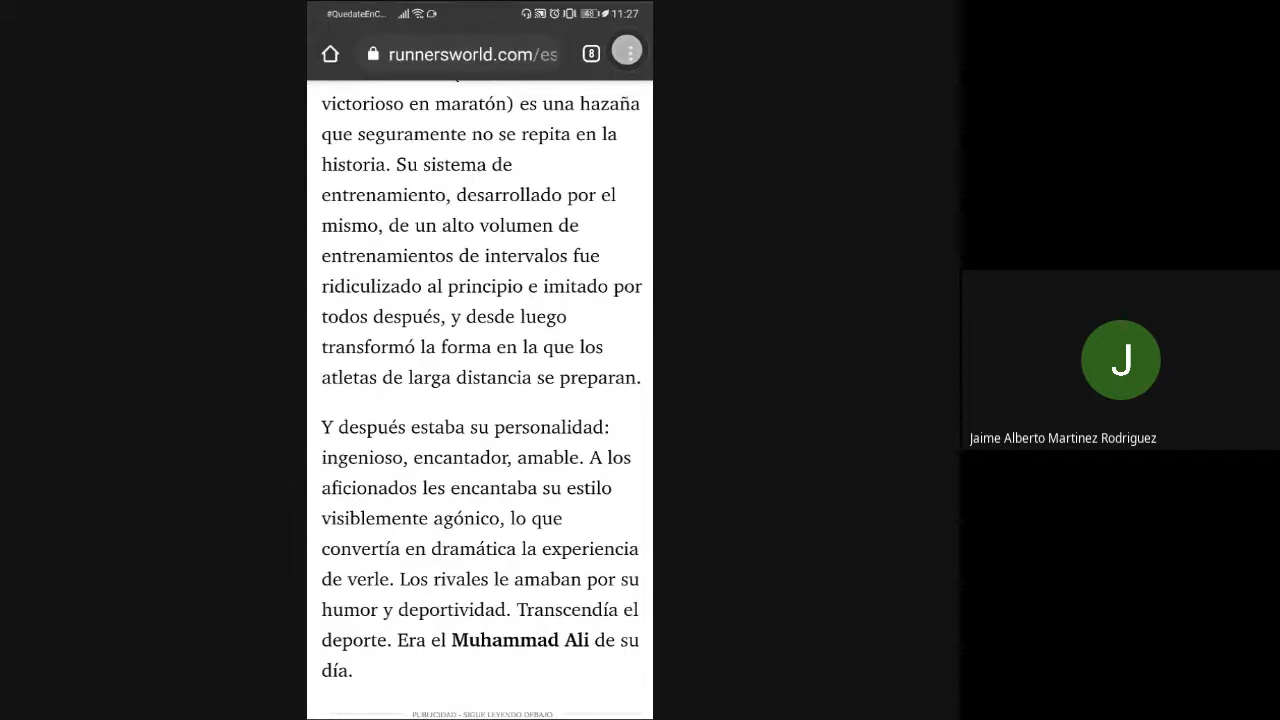 #QuedateEnC... 48 11:27
runnersworld.com/es 8
victorioso en maratón) es una hazaña
que seguramente no se repita en la
historia. Su sistema de
entrenamiento, desarrollado por el
mismo, de un alto volumen de
entrenamientos de intervalos fue
ridiculizado al principio e imitado por
todos después, y desde luego
transformó la forma en la que los
atletas de larga distancia se preparan.
Y después estaba su personalidad:
ingenioso, encantador, amable. A los
aficionados les encantaba su estilo
visiblemente agónico, lo que
convertía en dramática la experiencia
de verle. Los rivales le amaban por su
humor y deportividad. Transcendía el
deporte. Era el Muhammad Ali de su
día.
PUBLICIDAD - SIGUE LEYENDO DEBAJO
J
Jaime Alberto Martinez Rodriguez